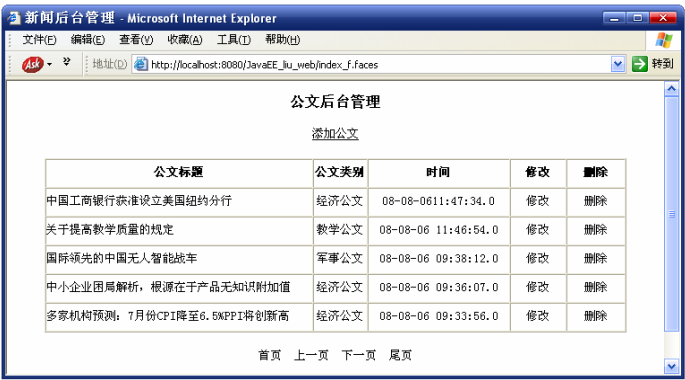 新闻后台管理 - Microsoft Internet Explorer
文件(F) 编辑(E) 查看(V) 收藏(A) 工具(T) 帮助(H)
Ask 地址(D) http://localhost:8080/JavaEE_liu_web/index_f.faces 转到
公文后台管理
添加公文
公文标题 公文类别 时间 修改 删除
中国工商银行获准设立美国纽约分行 经济公文 08-08-0611:47:34.0 修改 删除
关于提高教学质量的规定 教学公文 08-08-06 11:46:54.0 修改 删除
国际领先的中国无人智能战车 军事公文 08-08-06 09:38:12.0 修改 删除
中小企业困局解析，根源在于产品无知识附加值 经济公文 08-08-06 09:36:07.0 修改 删除
多家机构预测：7月份CPI降至6.5%PPI将创新高 经济公文 08-08-06 09:33:56.0 修改 删除
首页 上一页 下一页 尾页